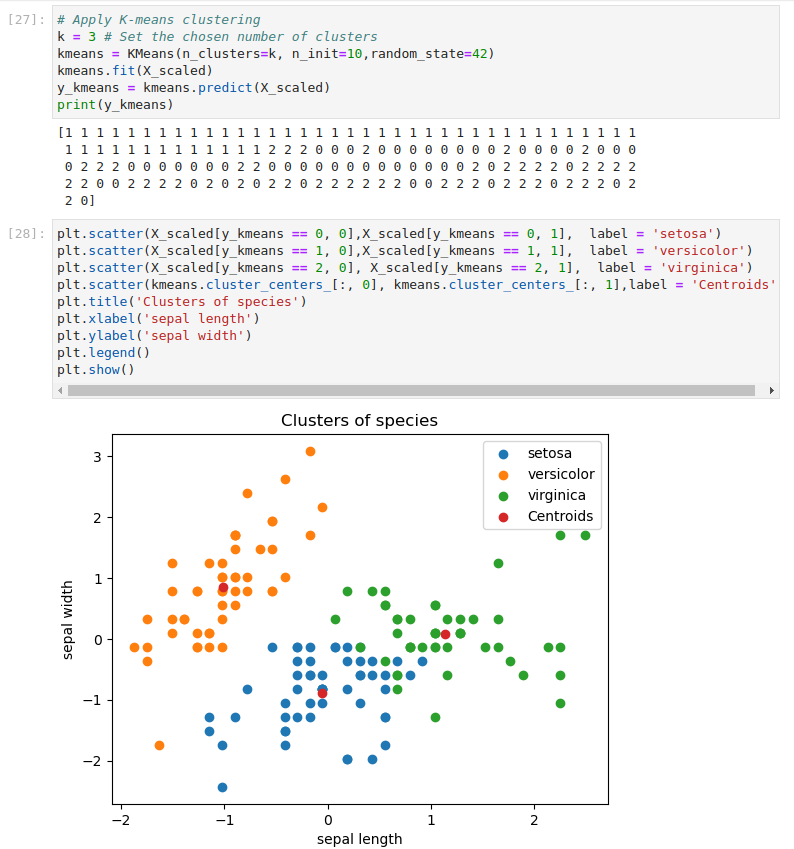 [27]:
# Apply K-means clustering
k = 3 # Set the chosen number of clusters
kmeans = KMeans(n_clusters=k, n_init=10,random_state=42)
kmeans.fit(X_scaled)
y_kmeans = kmeans.predict(X_scaled)
print(y_kmeans)
[1 1 1 1 1 1 1 1 1 1 1 1 1 1 1 1 1 1 1 1 1 1 1 1 1 1 1 1 1 1 1 1 1 1 1 1 1
1 1 1 1 1 1 1 1 1 1 1 1 1 2 2 2 0 0 0 2 0 0 0 0 0 0 0 0 2 0 0 0 0 2 0 0 0
0 2 2 2 0 0 0 0 0 0 0 2 2 0 0 0 0 0 0 0 0 0 0 0 0 0 2 0 2 2 2 2 0 2 2 2 2
2 2 0 0 2 2 2 2 0 2 0 2 0 2 2 0 2 2 2 2 2 2 0 0 2 2 2 0 2 2 2 0 2 2 2 0 2
2 0]
[28]:
plt.scatter(X_scaled[y_kmeans == 0, 0],X_scaled[y_kmeans == 0, 1],  label = 'setosa')
plt.scatter(X_scaled[y_kmeans == 1, 0],X_scaled[y_kmeans == 1, 1],  label = 'versicolor')
plt.scatter(X_scaled[y_kmeans == 2, 0], X_scaled[y_kmeans == 2, 1],  label = 'virginica')
plt.scatter(kmeans.cluster_centers_[:, 0], kmeans.cluster_centers_[:, 1],label = 'Centroids'
plt.title('Clusters of species')
plt.xlabel('sepal length')
plt.ylabel('sepal width')
plt.legend()
plt.show()
Clusters of species
setosa
versicolor
virginica
Centroids
3
2
1
0
−1
−2
sepal width
−2
−1
0
1
2
sepal length